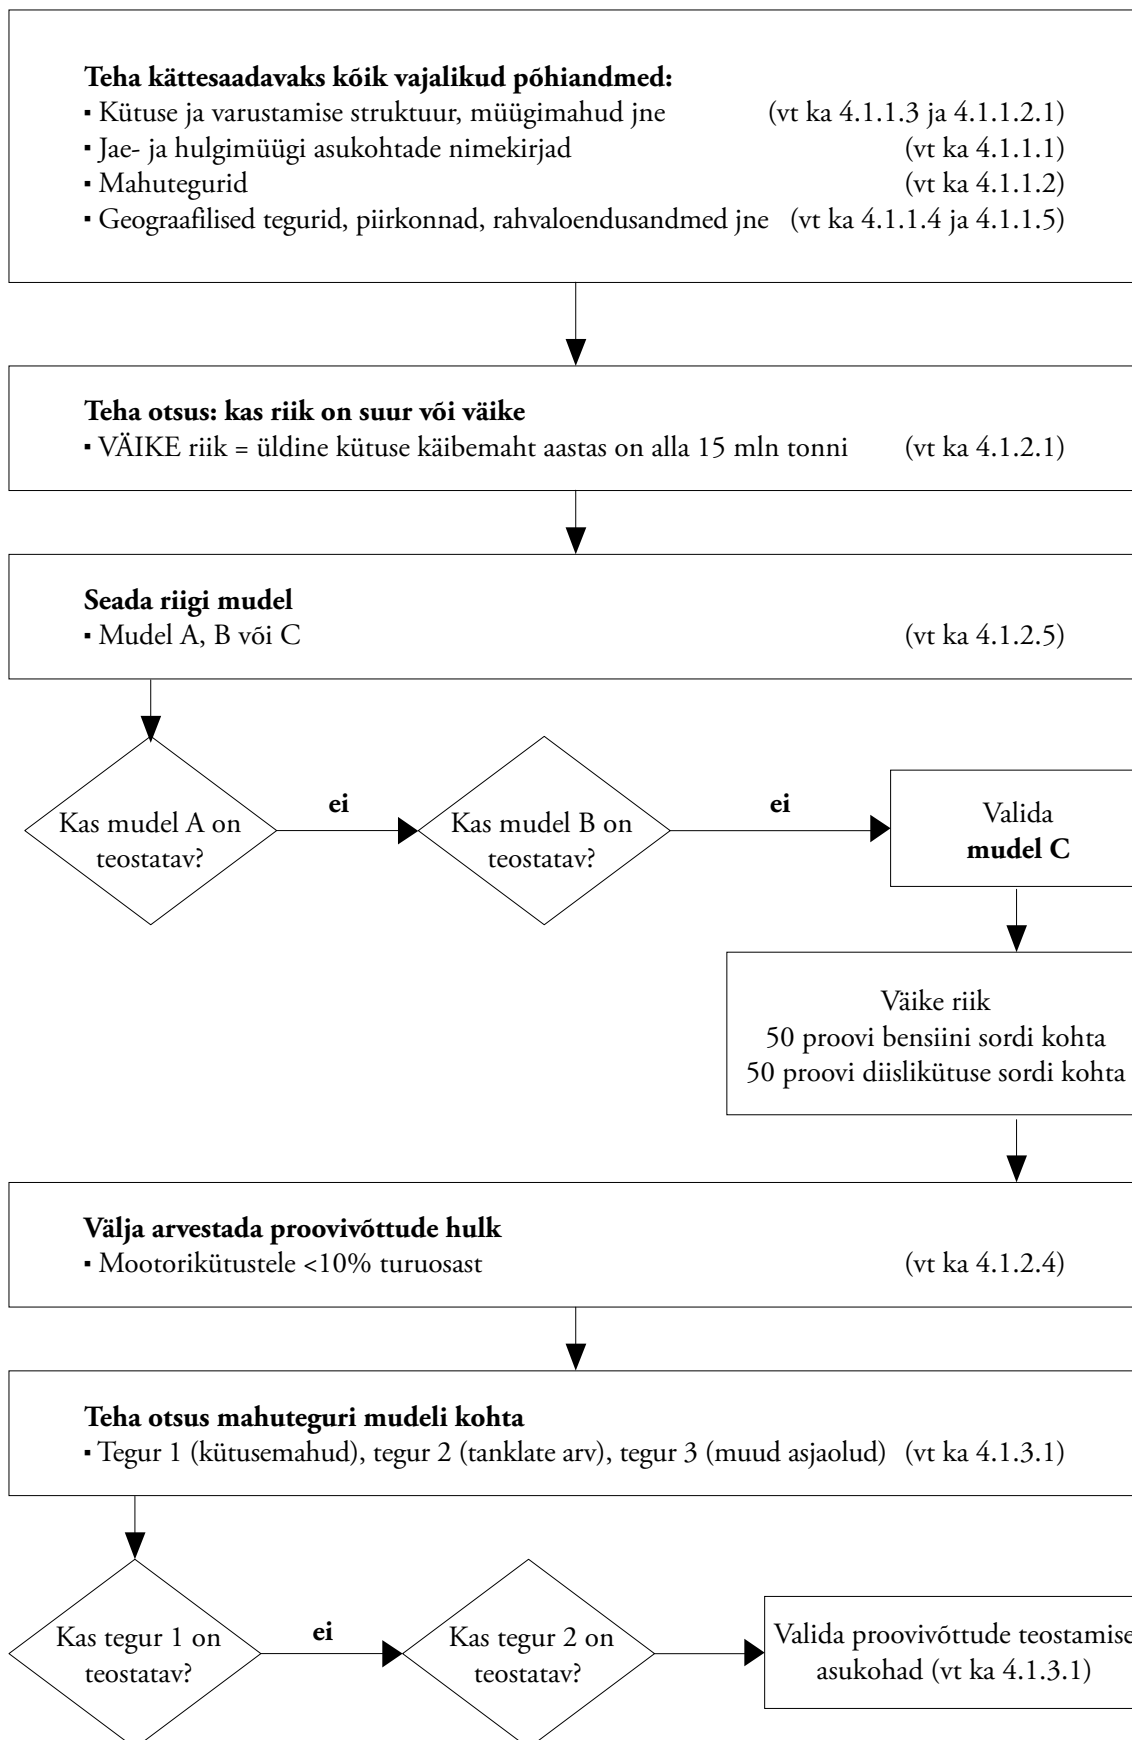 Teha kättesaadavaks kõik vajalikud põhiandmed:
▪ Kütuse ja varustamise struktuur, müügimahud jne (vt ka 4.1.1.3 ja 4.1.1.2.1)
▪ Jae- ja hulgimüügi asukohtade nimekirjad (vt ka 4.1.1.1)
▪ Mahutegurid (vt ka 4.1.1.2)
▪ Geograafilised tegurid, piirkonnad, rahvaloendusandmed jne (vt ka 4.1.1.4 ja 4.1.1.5)
Teha otsus: kas riik on suur või väike
▪ VÄIKE riik = üldine kütuse käibemaht aastas on alla 15 mln tonni (vt ka 4.1.2.1)
Seada riigi mudel
▪ Mudel A, B või C (vt ka 4.1.2.5)
Kas mudel A on
teostatav?
ei
Kas mudel B on
teostatav?
ei
Valida
mudel C
Väike riik
50 proovi bensiini sordi kohta
50 proovi diislikütuse sordi kohta
Välja arvestada proovivõttude hulk
▪ Mootorikütustele <10% turuosast (vt ka 4.1.2.4)
Teha otsus mahuteguri mudeli kohta
▪ Tegur 1 (kütusemahud), tegur 2 (tanklate arv), tegur 3 (muud asjaolud) (vt ka 4.1.3.1)
Kas tegur 1 on
teostatav?
ei
Kas tegur 2 on
teostatav?
Valida proovivõttude teostamise
asukohad (vt ka 4.1.3.1)